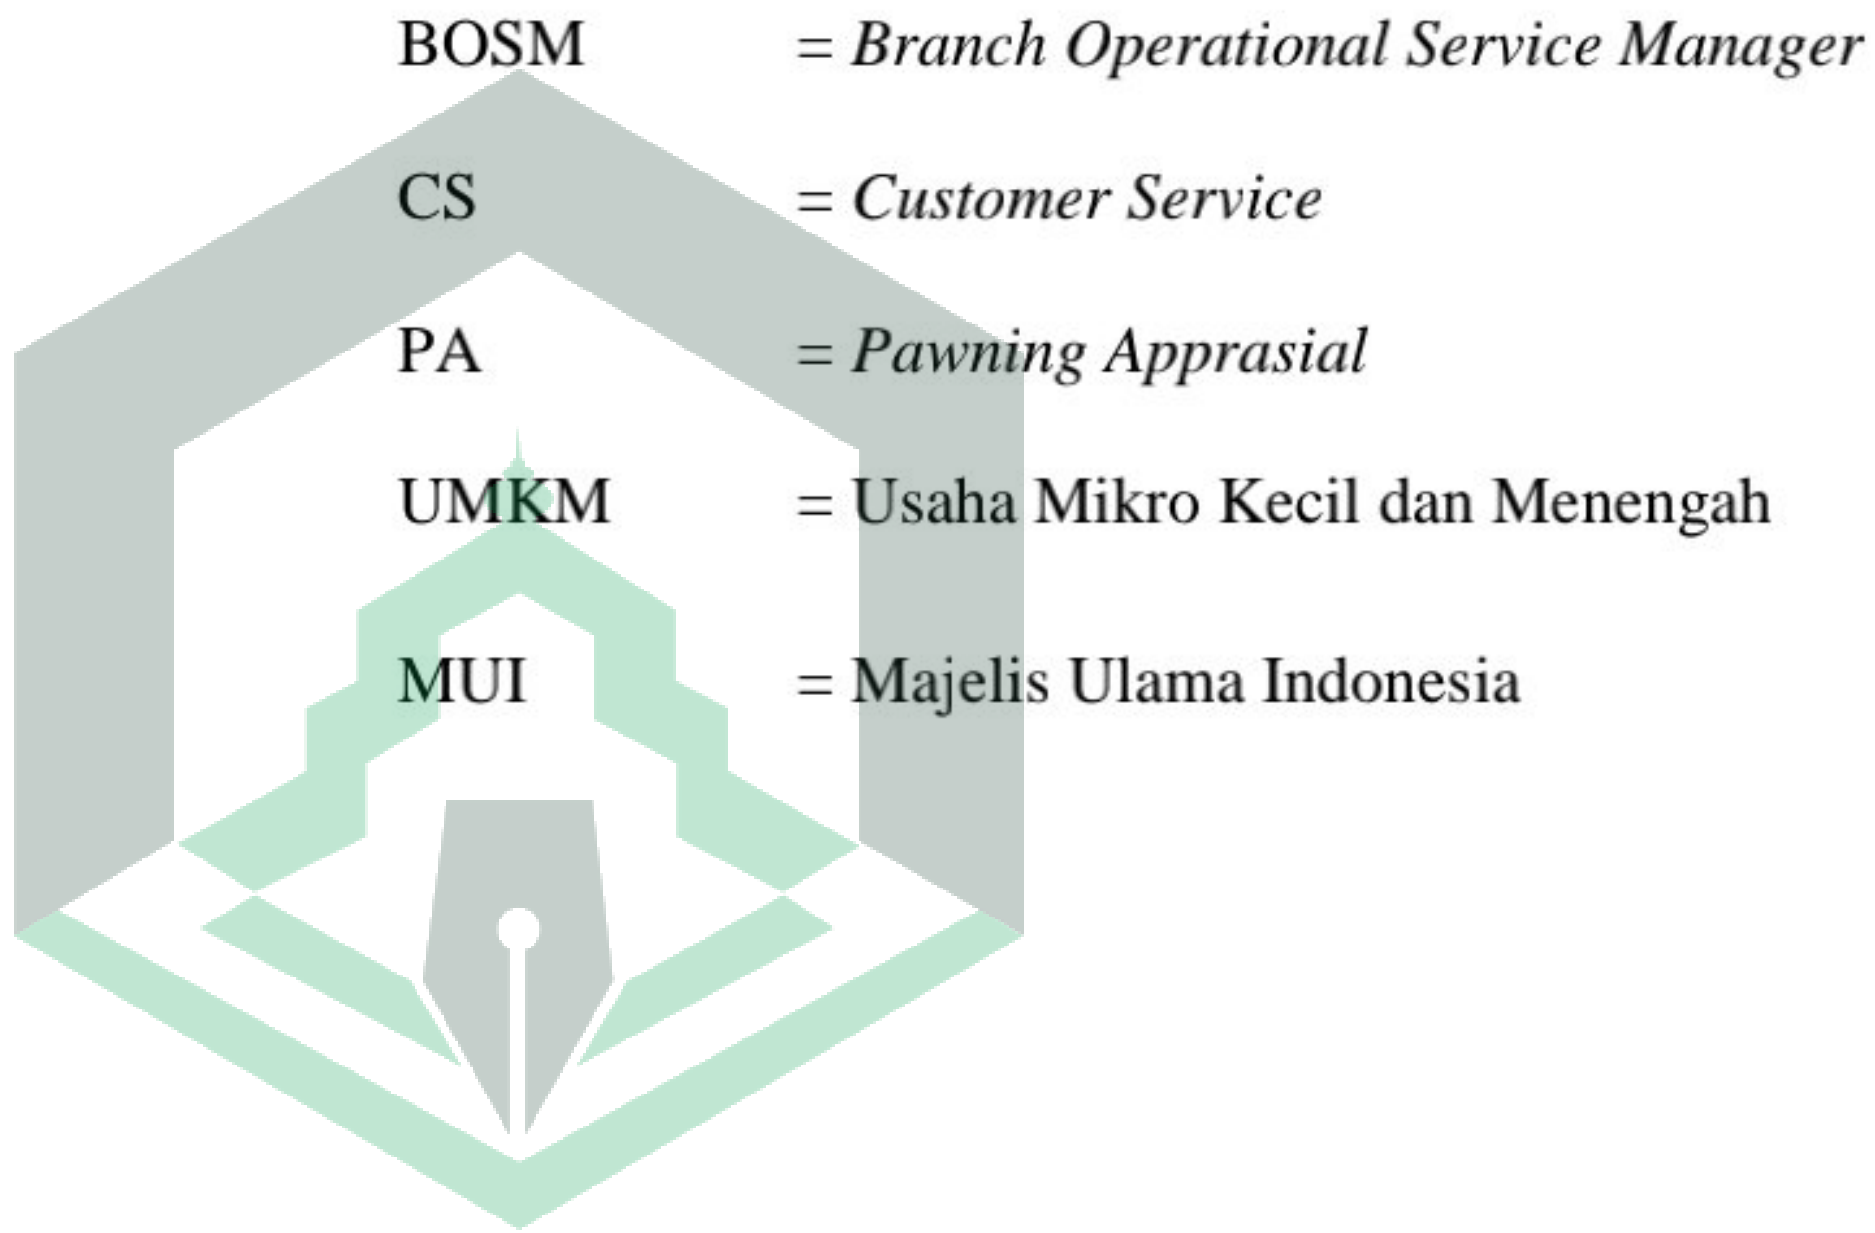 BOSM = Branch Operational Service Manager
CS = Customer Service
PA = Pawning Apprasial
UMKM = Usaha Mikro Kecil dan Menengah
MUI = Majelis Ulama Indonesia